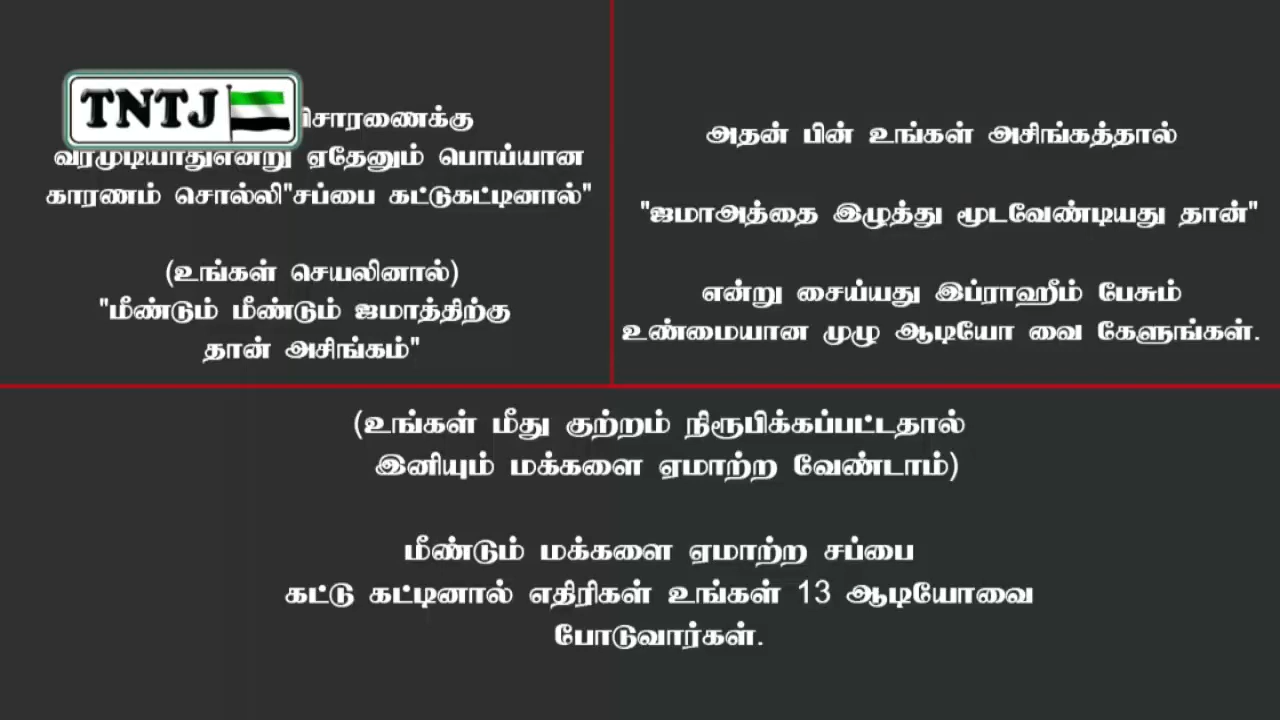 TNTJ
வரமுடியாதுஎன்று ஏதேனும் பொய்யான
காரணம் சொல்லி"சப்பை கட்டுகட்டினால்"
(உங்கள் செயலினால்)
"மீண்டும் மீண்டும் ஜமாத்திற்கு
தான் அசிங்கம்"
அதன் பின் உங்கள் அசிங்கத்தால்
"ஜமாஅத்தை இழுத்து மூடவேண்டியது தான்"
என்று சைய்யது இப்ராஹீம் பேசும்
உண்மையான முழு ஆடியோ வை கேளுங்கள்.
(உங்கள் மீது குற்றம் நிரூபிக்கப்பட்டதால்
இனியும் மக்களை ஏமாற்ற வேண்டாம்)
மீண்டும் மக்களை ஏமாற்ற சப்பை
கட்டு கட்டினால் எதிரிகள் உங்கள் 13 ஆடியோவை
போடுவார்கள்.